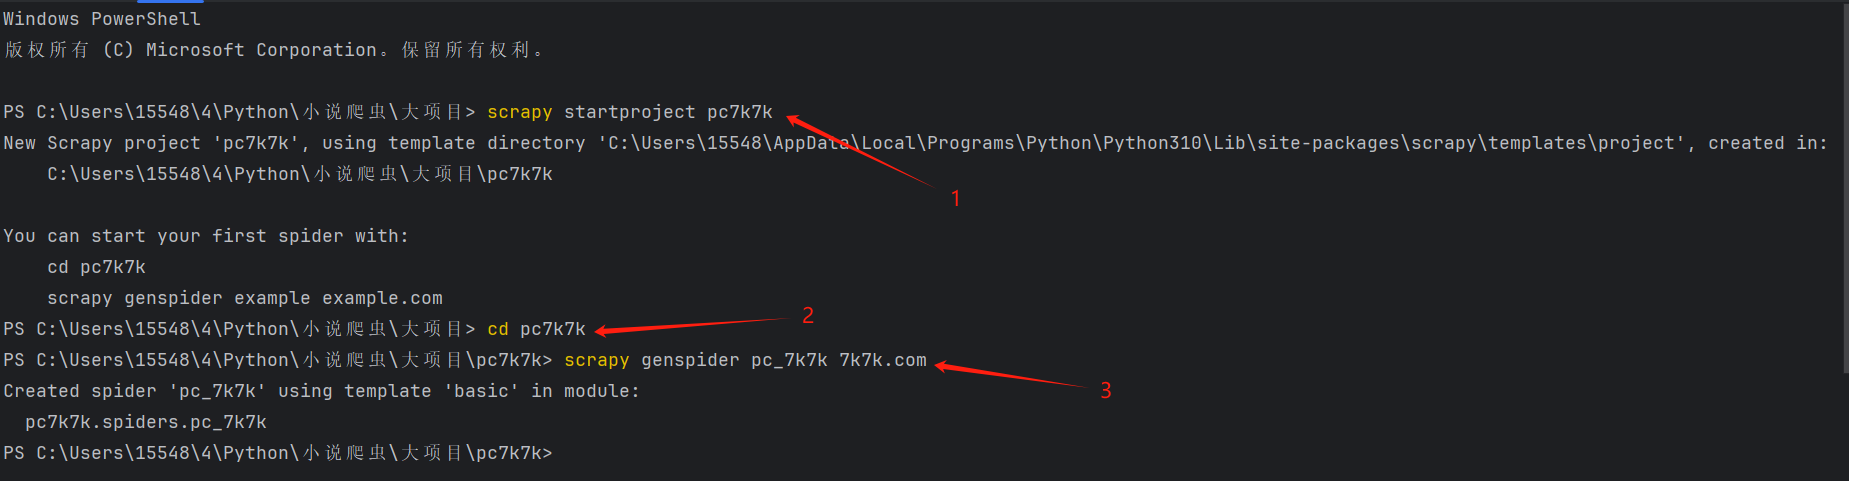 Windows PowerShell
版权所有 (C) Microsoft Corporation。保留所有权利。
PS C:\Users\15548\4\Python\小说爬虫\大项目> scrapy startproject pc7k7k
New Scrapy project 'pc7k7k', using template directory 'C:\Users\15548\AppData\Local\Programs\Python\Python310\Lib\site-packages\scrapy\templates\project', created in:
    C:\Users\15548\4\Python\小说爬虫\大项目\pc7k7k
1
You can start your first spider with:
    cd pc7k7k
    scrapy genspider example example.com
PS C:\Users\15548\4\Python\小说爬虫\大项目> cd pc7k7k
2
PS C:\Users\15548\4\Python\小说爬虫\大项目\pc7k7k> scrapy genspider pc_7k7k 7k7k.com
3
Created spider 'pc_7k7k' using template 'basic' in module:
  pc7k7k.spiders.pc_7k7k
PS C:\Users\15548\4\Python\小说爬虫\大项目\pc7k7k>